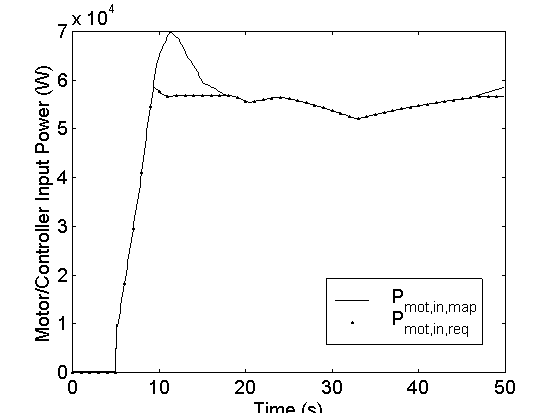 7 x 10^4
7
6
5
4
3
2
1
0
Motor/Controller Input Power (W)
P_mot,in,map
P_mot,in,req
0 10 20 30 40 50
Time (s)